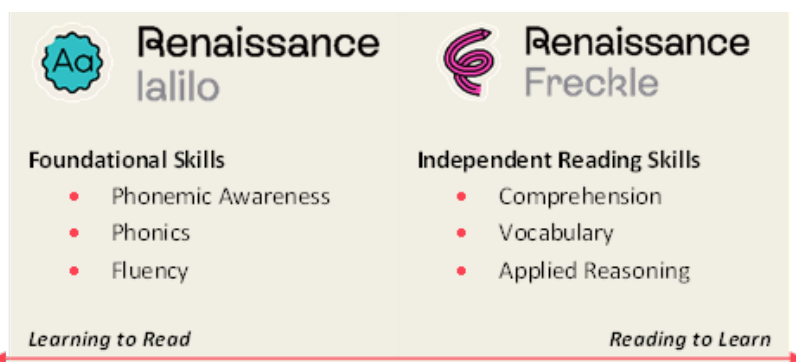 Aa
Renaissance
lalilo
Renaissance
Freckle
Foundational Skills
• Phonemic Awareness
• Phonics
• Fluency
Independent Reading Skills
• Comprehension
• Vocabulary
• Applied Reasoning
Learning to Read
Reading to Learn